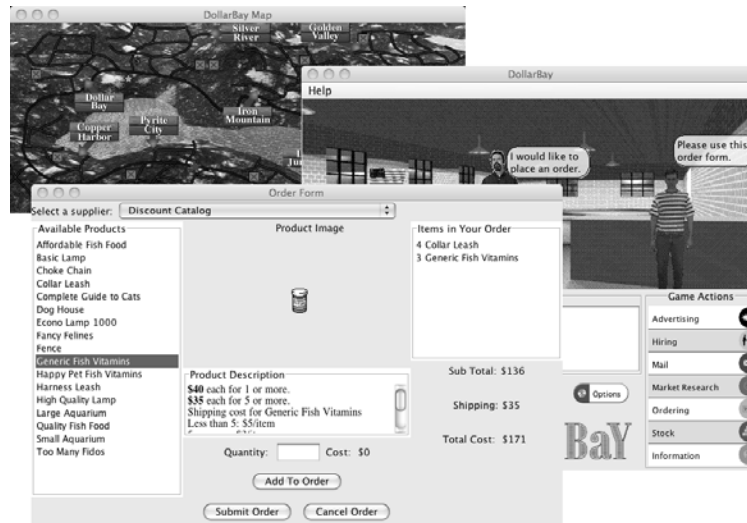 DollarBay Map
Silver
River
Golden
Valley
Dollar
Bay
Copper
Harbor
Pyrite
City
Iron
Mountain
DollarBay
Help
I would like to
place an order.
Please use this
order form.
Order Form
Select a supplier: Discount Catalog
Available Products
Affordable Fish Food
Basic Lamp
Choke Chain
Collar Leash
Complete Guide to Cats
Dog House
Econo Lamp 1000
Fancy Felines
Fence
Generic Fish Vitamins
Happy Pet Fish Vitamins
Harness Leash
High Quality Lamp
Large Aquarium
Quality Fish Food
Small Aquarium
Too Many Fidos
Product Image
Product Description
$40 each for 1 or more.
$35 each for 5 or more.
Shipping cost for Generic Fish Vitamins
Less than 5: $5/item
Quantity: Cost: $0
Add To Order
Submit Order Cancel Order
Items in Your Order
4 Collar Leash
3 Generic Fish Vitamins
Sub Total: $136
Shipping: $35
Total Cost: $171
Options
BaY
Game Actions
Advertising
Hiring
Mail
Market Research
Ordering
Stock
Information